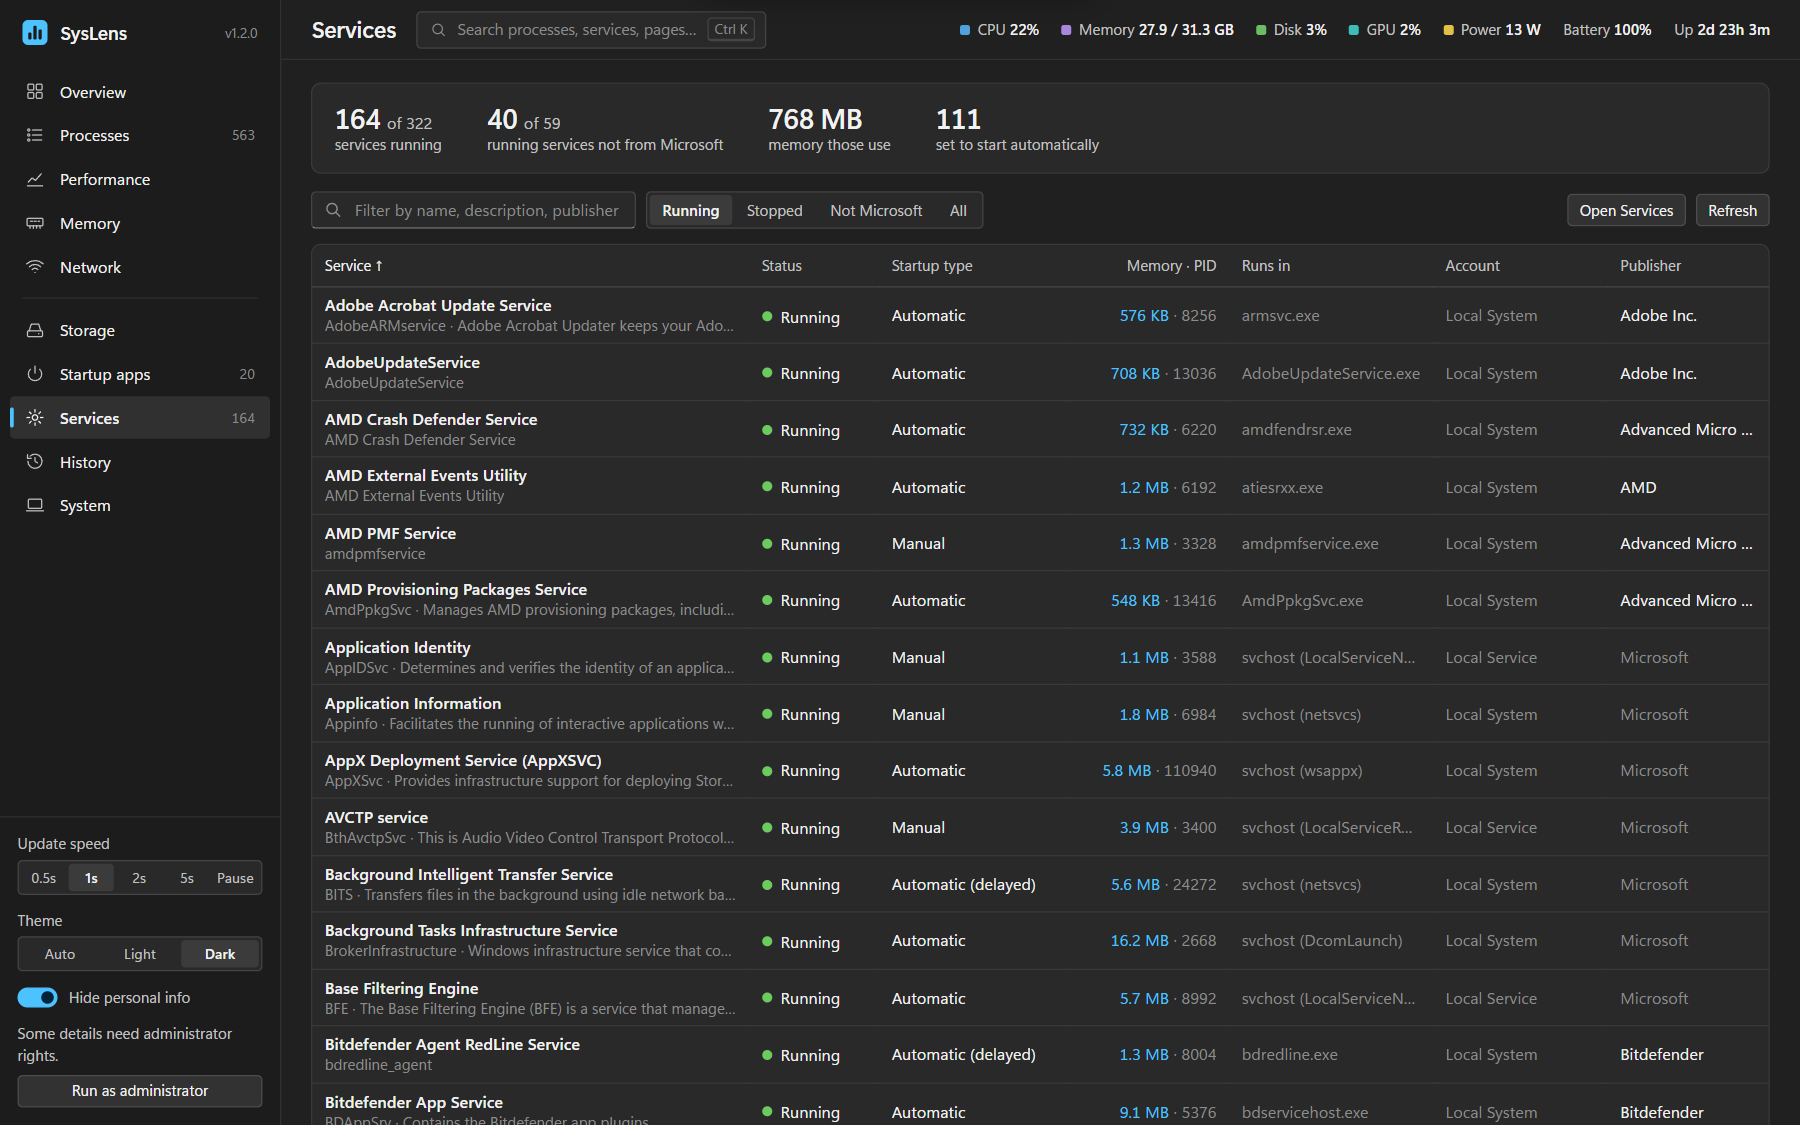 SysLens v1.2.0
Overview
Processes 563
Performance
Memory
Network
Storage
Startup apps 20
Services 164
History
System
Update speed
0.5s 1s 2s 5s Pause
Theme
Auto Light Dark
Hide personal info
Some details need administrator
rights.
Run as administrator
Services
Search processes, services, pages... Ctrl K
CPU 22% Memory 27.9 / 31.3 GB Disk 3% GPU 2% Power 13 W Battery 100% Up 2d 23h 3m
164 of 322
services running
40 of 59
running services not from Microsoft
768 MB
memory those use
111
set to start automatically
Filter by name, description, publisher
Running Stopped Not Microsoft All
Open Services Refresh
Service ↑ Status Startup type Memory · PID Runs in Account Publisher
Adobe Acrobat Update Service
AdobeARMservice · Adobe Acrobat Updater keeps your Ado...
Running Automatic 576 KB · 8256 armsvc.exe Local System Adobe Inc.
AdobeUpdateService
AdobeUpdateService
Running Automatic 708 KB · 13036 AdobeUpdateService.exe Local System Adobe Inc.
AMD Crash Defender Service
AMD Crash Defender Service
Running Automatic 732 KB · 6220 amdfendrsr.exe Local System Advanced Micro ...
AMD External Events Utility
AMD External Events Utility
Running Automatic 1.2 MB · 6192 atiesrxx.exe Local System AMD
AMD PMF Service
amdpmfservice
Running Manual 1.3 MB · 3328 amdpmfservice.exe Local System Advanced Micro ...
AMD Provisioning Packages Service
AmdPpkgSvc · Manages AMD provisioning packages, includi...
Running Automatic 548 KB · 13416 AmdPpkgSvc.exe Local System Advanced Micro ...
Application Identity
AppIDSvc · Determines and verifies the identity of an applica...
Running Manual 1.1 MB · 3588 svchost (LocalServiceN... Local Service Microsoft
Application Information
Appinfo · Facilitates the running of interactive applications w...
Running Manual 1.8 MB · 6984 svchost (netsvcs) Local System Microsoft
AppX Deployment Service (AppXSVC)
AppXSvc · Provides infrastructure support for deploying Stor...
Running Automatic 5.8 MB · 110940 svchost (wsappx) Local System Microsoft
AVCTP service
BthAvctpSvc · This is Audio Video Control Transport Protocol...
Running Manual 3.9 MB · 3400 svchost (LocalServiceR... Local Service Microsoft
Background Intelligent Transfer Service
BITS · Transfers files in the background using idle network ba...
Running Automatic (delayed) 5.6 MB · 24272 svchost (netsvcs) Local System Microsoft
Background Tasks Infrastructure Service
BrokerInfrastructure · Windows infrastructure service that co...
Running Automatic 16.2 MB · 2668 svchost (DcomLaunch) Local System Microsoft
Base Filtering Engine
BFE · The Base Filtering Engine (BFE) is a service that manage...
Running Automatic 5.7 MB · 8992 svchost (LocalServiceN... Local Service Microsoft
Bitdefender Agent RedLine Service
bdredline_agent
Running Automatic (delayed) 1.3 MB · 8004 bdredline.exe Local System Bitdefender
Bitdefender App Service
BDAppSrv · Contains the Bitdefender app plugins
Running Automatic 9.1 MB · 5376 bdservicehost.exe Local System Bitdefender